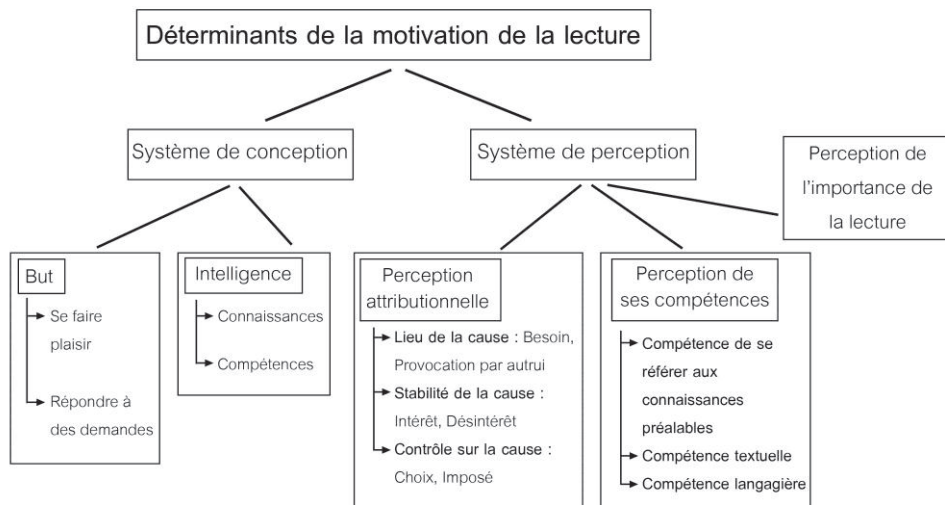 Déterminants de la motivation de la lecture
Système de conception
Système de perception
Perception de
l'importance de
la lecture
But
Se faire
plaisir
Répondre à
des demandes
Intelligence
Connaissances
Compétences
Perception
attributionnelle
Lieu de la cause : Besoin,
Provocation par autrui
Stabilité de la cause :
Intérêt, Désintérêt
Contrôle sur la cause :
Choix, Imposé
Perception de
ses compétences
Compétence de se
référer aux
connaissances
préalables
Compétence textuelle
Compétence langagière